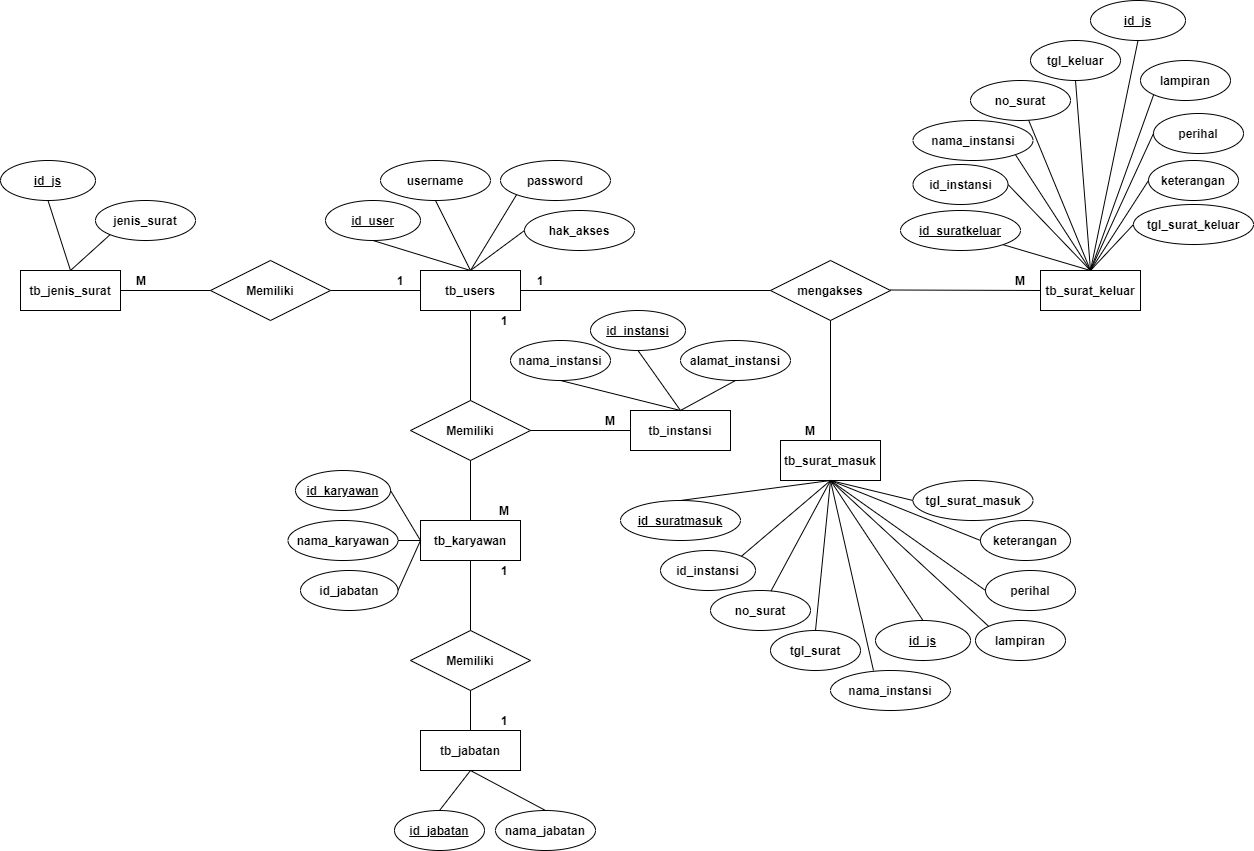 id_js
tgl_keluar
lampiran
no_surat
nama_instansi
perihal
id_instansi
keterangan
id_suratkeluar
tgl_surat_keluar
id_js
jenis_surat
username
password
id_user
hak_akses
tb_jenis_surat
M
Memiliki
1
tb_users
1
mengakses
M
tb_surat_keluar
1
id_instansi
nama_instansi
alamat_instansi
Memiliki
M
tb_instansi
M
tb_surat_masuk
id_karyawan
nama_karyawan
id_jabatan
M
tb_karyawan
1
id_suratmasuk
tgl_surat_masuk
keterangan
id_instansi
perihal
no_surat
id_js
lampiran
tgl_surat
nama_instansi
Memiliki
1
tb_jabatan
id_jabatan
nama_jabatan